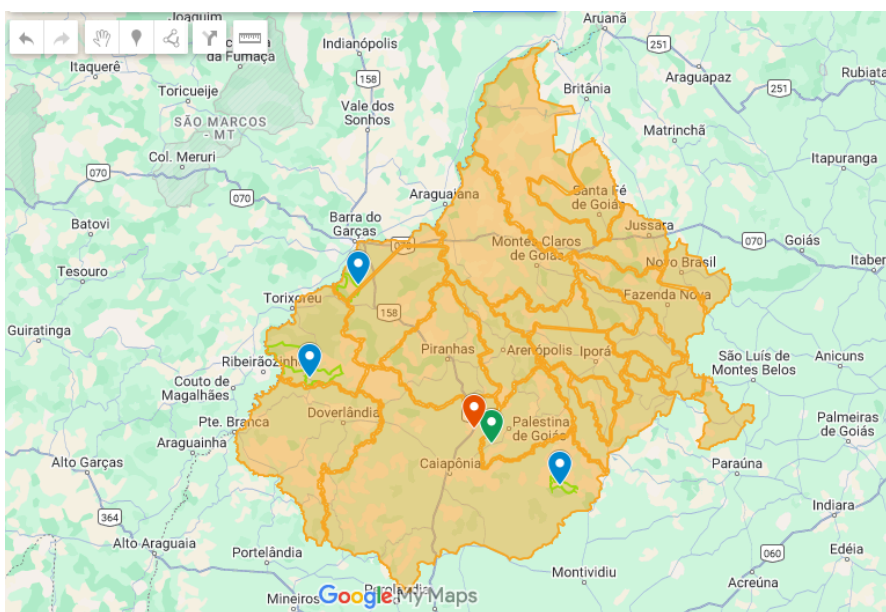 Joaquim
Aruanã
da Fumaça
Indianópolis
251
Itaquerê
158
Araguapaz
Rubiata
Toricueije
Britânia
251
Vale dos
Sonhos
SÃO MARCOS
- MT
Matrinchã
Col. Meruri
Itapuranga
070
070
Araguaiana
Santa Fé
de Goiás
Batovi
Barra do
Garças
Jussara
070
Montes Claros
de Goiás
070
Goiás
Tesouro
Novo Brasil
Itaber
Torixoréu
Fazenda Nova
158
Guiratinga
Piranhas
Arenópolis
Iporá
Ribeirãozinho
São Luís de
Montes Belos
Anicuns
Couto de
Magalhães
Doverlândia
Pte. Branca
Palestina
de Goiás
Palmeiras
de Goiás
Araguainha
Alto Garças
Caiapônia
Paraúna
364
Indiara
Alto Araguaia
Portelândia
060
Edéia
Montividiu
Acreúna
Mineiros
Google My Maps